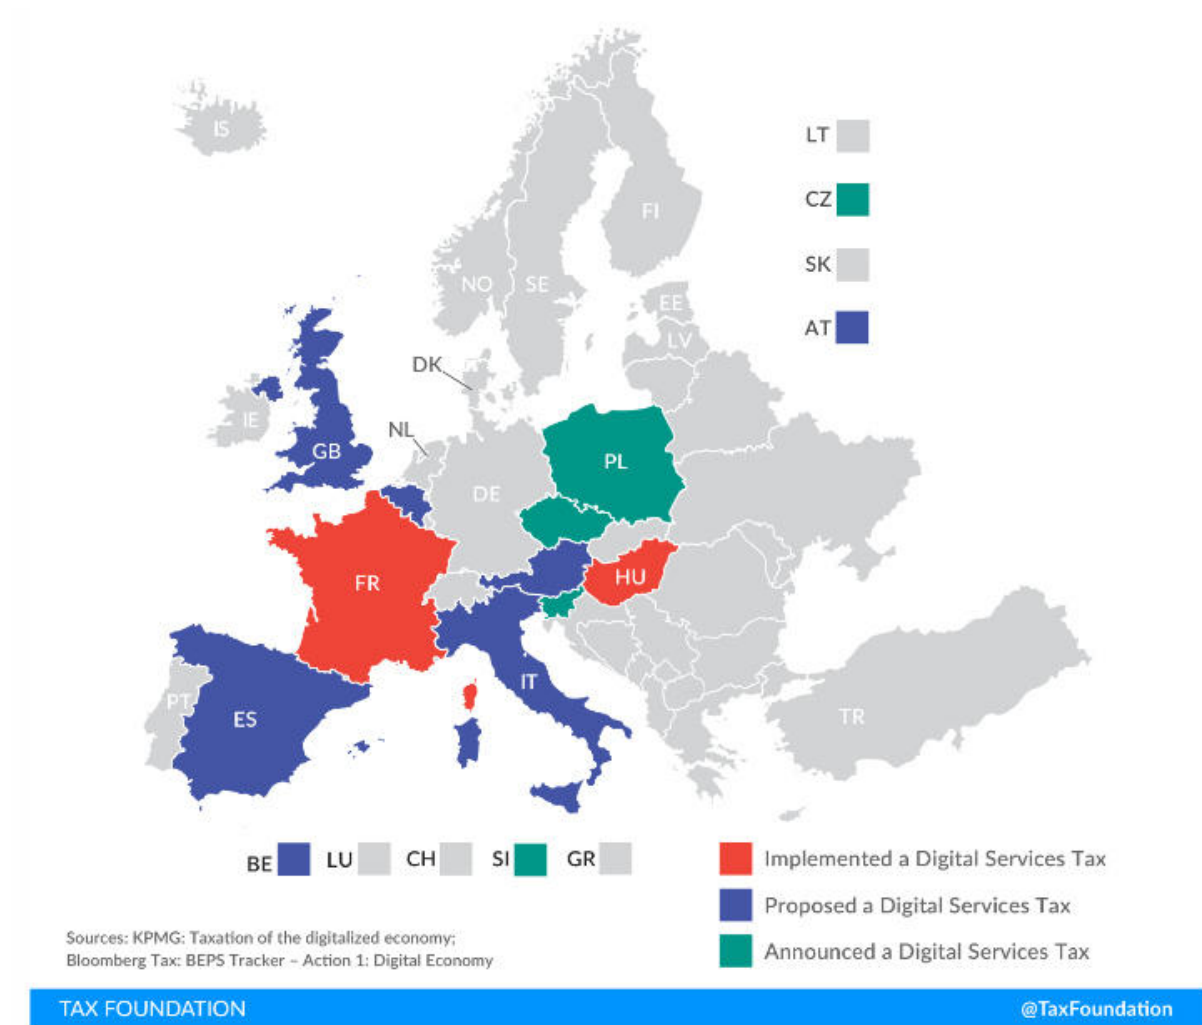 IS
LT
CZ
FI
SK
NO
SE
EE
AT
LV
DK
IE
NL
GB
PL
DE
FR
HU
IT
PT
ES
TR
BE
LU
CH
SI
GR
Implemented a Digital Services Tax
Proposed a Digital Services Tax
Announced a Digital Services Tax
Sources: KPMG: Taxation of the digitalized economy;
Bloomberg Tax: BEPS Tracker – Action 1: Digital Economy
TAX FOUNDATION
@TaxFoundation